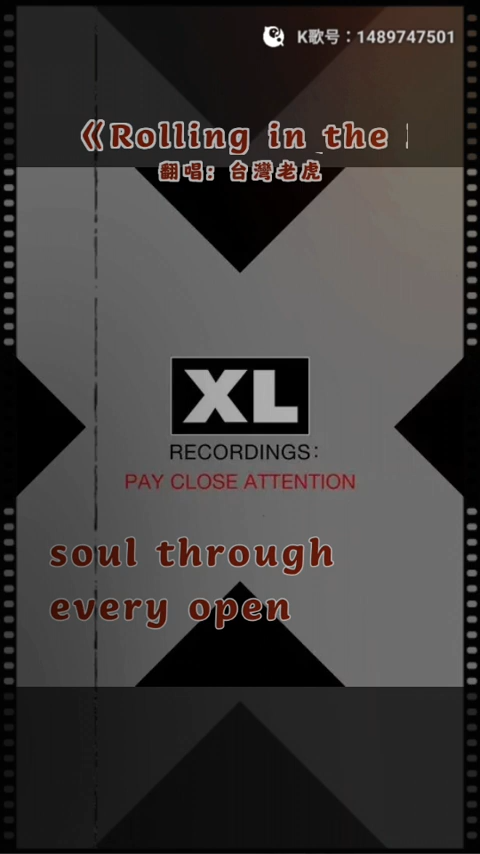 K歌号：1489747501
《Rolling in the
翻唱：台灣老虎
XL
RECORDINGS:
PAY CLOSE ATTENTION
soul through
every open